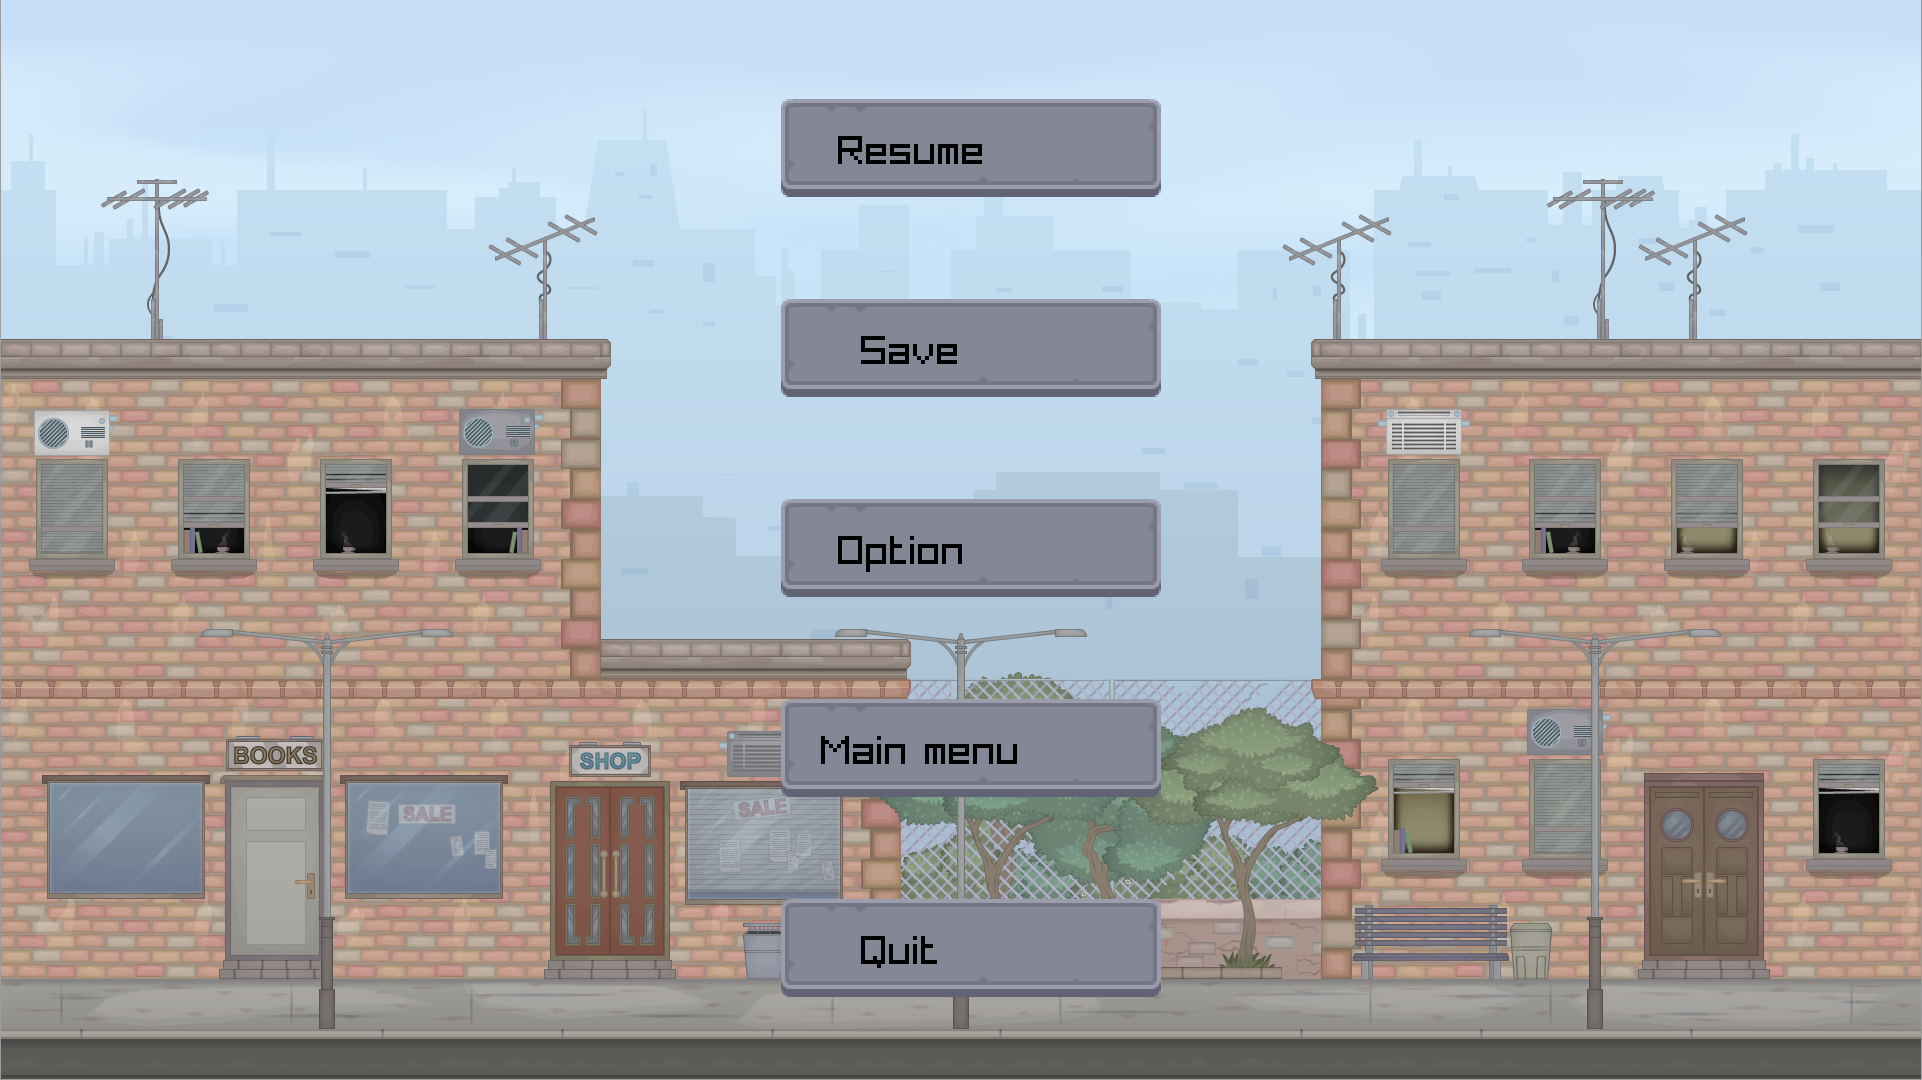 Resume
Save
Option
Main menu
BOOKS
SHOP
SALE
SALE
Quit